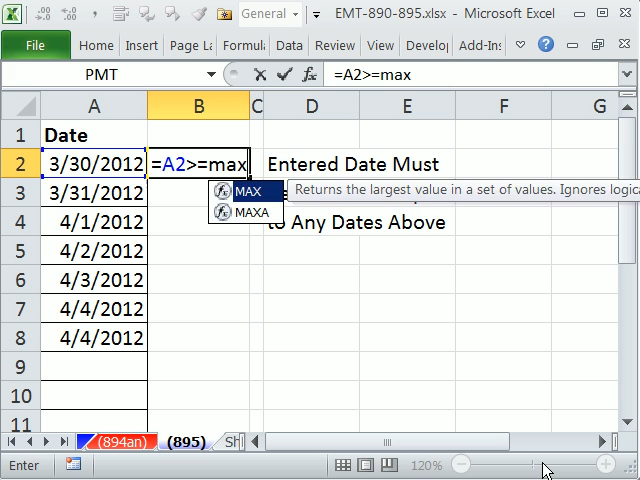 General EMT-890-895.xlsx - Microsoft Excel
File Home Insert Page La Formula Data Review View Develo Add-Ins
PMT fx =A2>=max
A B C D E F G
1 Date
2 3/30/2012 =A2>=max Entered Date Must
3 3/31/2012 MAX Returns the largest value in a set of values. Ignores logica
4 4/1/2012 MAXA to Any Dates Above
5 4/2/2012
6 4/3/2012
7 4/4/2012
8 4/4/2012
9
10
11
(894an) (895) Sh
Enter 120%